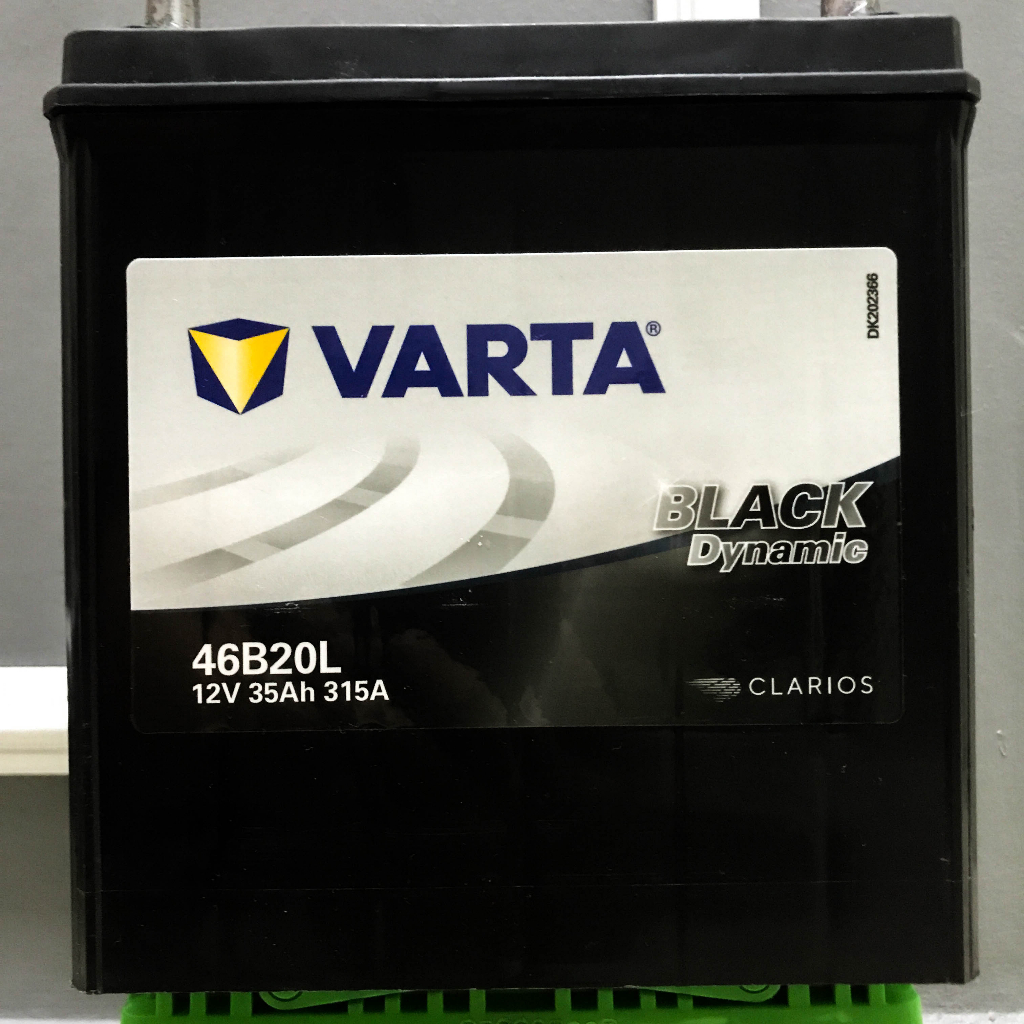 DK202366
VARTA®
BLACK
Dynamic
46B20L
12V 35Ah 315A
CLARIOS